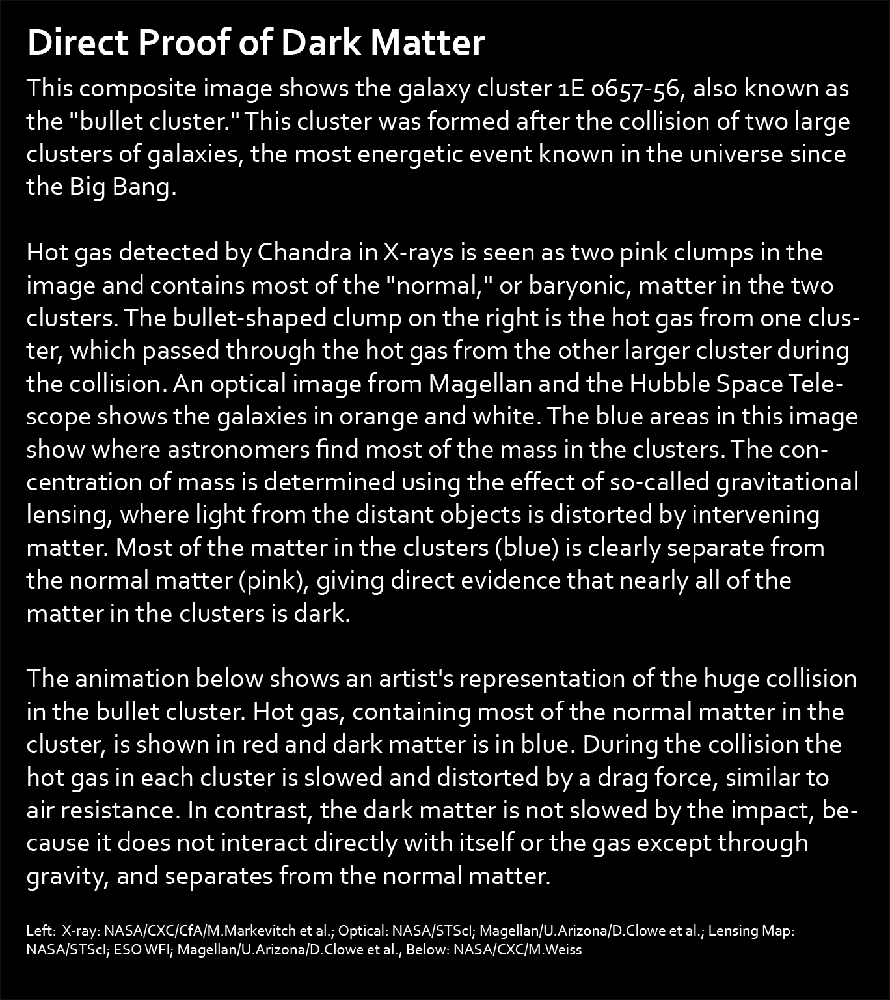 Direct Proof of Dark Matter
This composite image shows the galaxy cluster 1E 0657-56, also known as
the "bullet cluster." This cluster was formed after the collision of two large
clusters of galaxies, the most energetic event known in the universe since
the Big Bang.
Hot gas detected by Chandra in X-rays is seen as two pink clumps in the
image and contains most of the "normal," or baryonic, matter in the two
clusters. The bullet-shaped clump on the right is the hot gas from one clus-
ter, which passed through the hot gas from the other larger cluster during
the collision. An optical image from Magellan and the Hubble Space Tele-
scope shows the galaxies in orange and white. The blue areas in this image
show where astronomers find most of the mass in the clusters. The con-
centration of mass is determined using the effect of so-called gravitational
lensing, where light from the distant objects is distorted by intervening
matter. Most of the matter in the clusters (blue) is clearly separate from
the normal matter (pink), giving direct evidence that nearly all of the
matter in the clusters is dark.
The animation below shows an artist's representation of the huge collision
in the bullet cluster. Hot gas, containing most of the normal matter in the
cluster, is shown in red and dark matter is in blue. During the collision the
hot gas in each cluster is slowed and distorted by a drag force, similar to
air resistance. In contrast, the dark matter is not slowed by the impact, be-
cause it does not interact directly with itself or the gas except through
gravity, and separates from the normal matter.
Left:  X-ray: NASA/CXC/CfA/M.Markevitch et al.; Optical: NASA/STScI; Magellan/U.Arizona/D.Clowe et al.; Lensing Map:
NASA/STScI; ESO WFI; Magellan/U.Arizona/D.Clowe et al., Below: NASA/CXC/M.Weiss